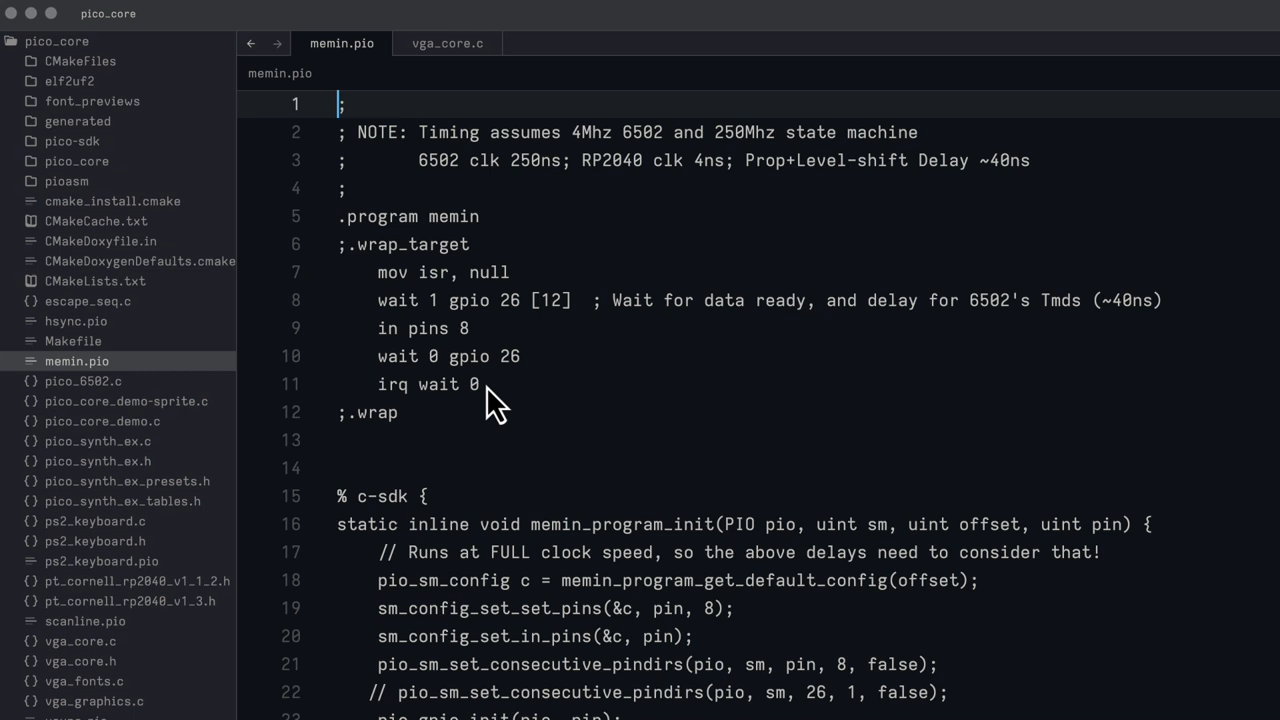 pico_core
pico_core
CMakeFiles
elf2uf2
font_previews
generated
pico-sdk
pico_core
pioasm
cmake_install.cmake
CMakeCache.txt
CMakeDoxyfile.in
CMakeDoxygenDefaults.cmake
CMakeLists.txt
escape_seq.c
hsync.pio
Makefile
memin.pio
pico_6502.c
pico_core_demo-sprite.c
pico_core_demo.c
pico_synth_ex.c
pico_synth_ex.h
pico_synth_ex_presets.h
pico_synth_ex_tables.h
ps2_keyboard.c
ps2_keyboard.h
ps2_keyboard.pio
pt_cornell_rp2040_v1_1_2.h
pt_cornell_rp2040_v1_3.h
scanline.pio
vga_core.c
vga_core.h
vga_fonts.c
vga_graphics.c
memin.pio vga_core.c
memin.pio
1 ;
2 ; NOTE: Timing assumes 4Mhz 6502 and 250Mhz state machine
3 ;       6502 clk 250ns; RP2040 clk 4ns; Prop+Level-shift Delay ~40ns
4 ;
5 .program memin
6 ;.wrap_target
7     mov isr, null
8     wait 1 gpio 26 [12]  ; Wait for data ready, and delay for 6502's Tmds (~40ns)
9     in pins 8
10     wait 0 gpio 26
11     irq wait 0
12 ;.wrap
13
14
15 % c-sdk {
16 static inline void memin_program_init(PIO pio, uint sm, uint offset, uint pin) {
17     // Runs at FULL clock speed, so the above delays need to consider that!
18     pio_sm_config c = memin_program_get_default_config(offset);
19     sm_config_set_set_pins(&c, pin, 8);
20     sm_config_set_in_pins(&c, pin);
21     pio_sm_set_consecutive_pindirs(pio, sm, pin, 8, false);
22    // pio_sm_set_consecutive_pindirs(pio, sm, 26, 1, false);
23     pio_gpio_init(pio, pin);